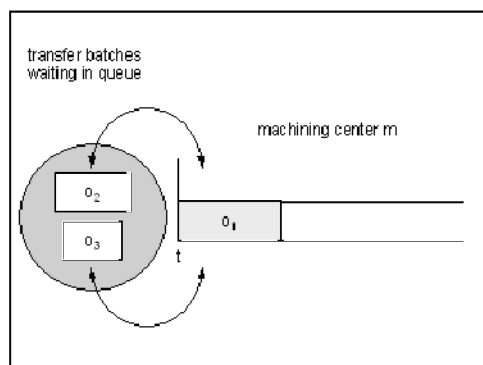 transfer batches
waiting in queue
machining center m
o₂
o₁
o₃
t